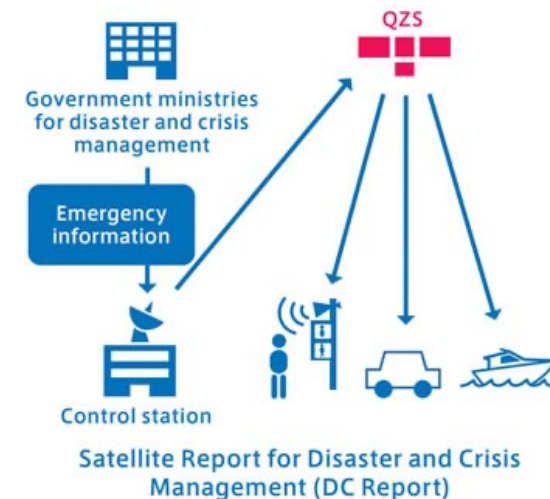 QZS
Government ministries
for disaster and crisis
management
Emergency
information
Control station
Satellite Report for Disaster and Crisis
Management (DC Report)